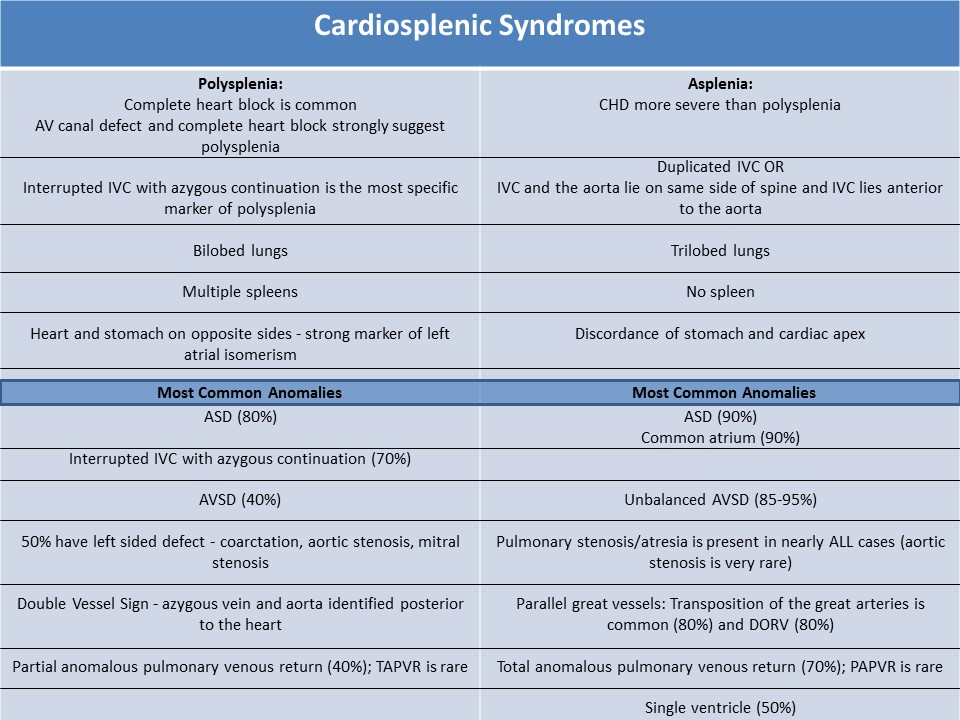 Cardiosplenic Syndromes
Polysplenia:
Complete heart block is common
AV canal defect and complete heart block strongly suggest
polysplenia
Asplenia:
CHD more severe than polysplenia
Interrupted IVC with azygous continuation is the most specific
marker of polysplenia
Duplicated IVC OR
IVC and the aorta lie on same side of spine and IVC lies anterior
to the aorta
Bilobed lungs
Trilobed lungs
Multiple spleens
No spleen
Heart and stomach on opposite sides - strong marker of left
atrial isomerism
Discordance of stomach and cardiac apex
Most Common Anomalies
Most Common Anomalies
ASD (80%)
ASD (90%)
Common atrium (90%)
Interrupted IVC with azygous continuation (70%)
AVSD (40%)
Unbalanced AVSD (85-95%)
50% have left sided defect - coarctation, aortic stenosis, mitral
stenosis
Pulmonary stenosis/atresia is present in nearly ALL cases (aortic
stenosis is very rare)
Double Vessel Sign - azygous vein and aorta identified posterior
to the heart
Parallel great vessels: Transposition of the great arteries is
common (80%) and DORV (80%)
Partial anomalous pulmonary venous return (40%); TAPVR is rare
Total anomalous pulmonary venous return (70%); PAPVR is rare
Single ventricle (50%)